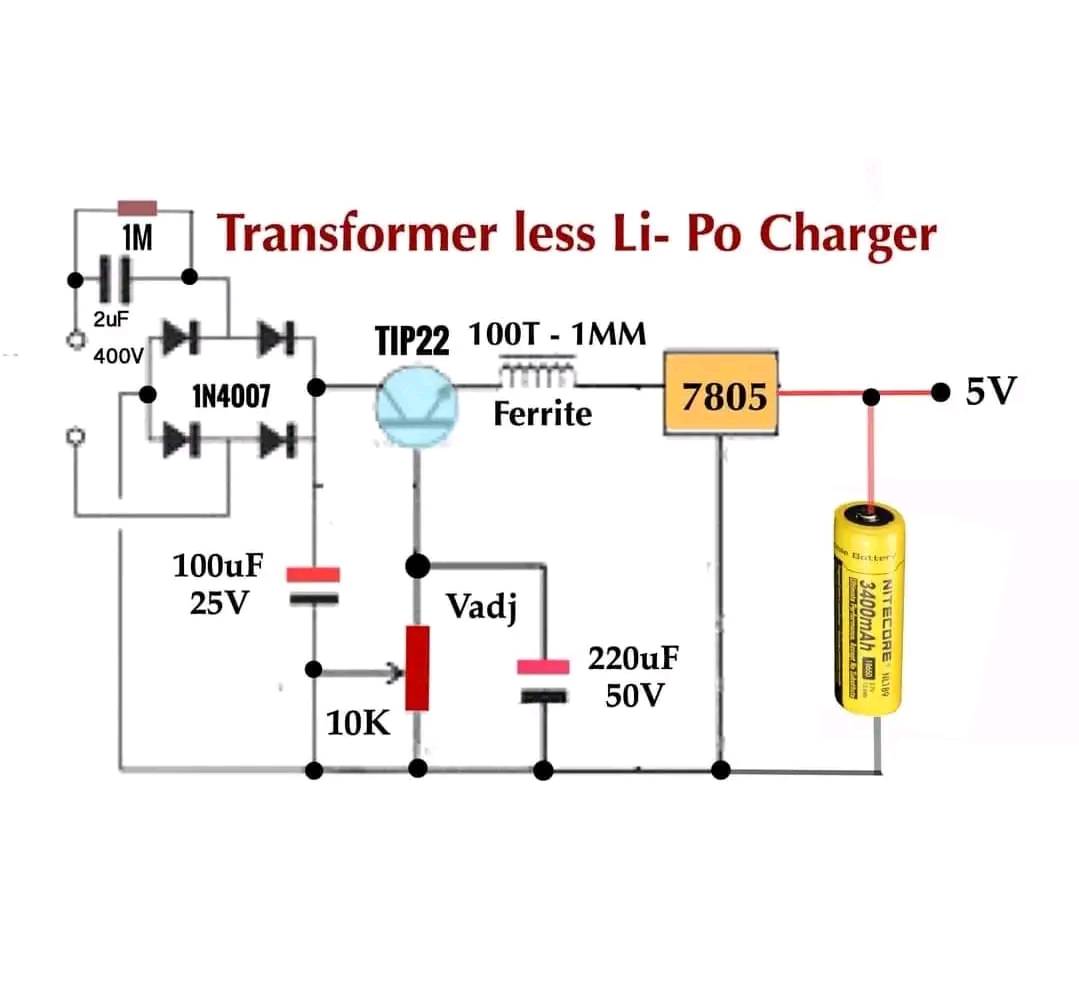 Transformer less Li- Po Charger
1M
2uF
400V
1N4007
TIP22
100T - 1MM
Ferrite
7805
5V
100uF
25V
Vadj
10K
220uF
50V
Battery
NITECORE
3400mAh